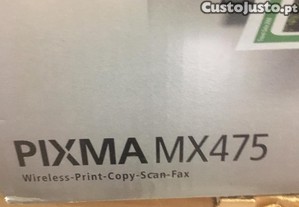 CustoJusto.pt
PIXMA MX475
Wireless-Print-Copy-Scan-Fax